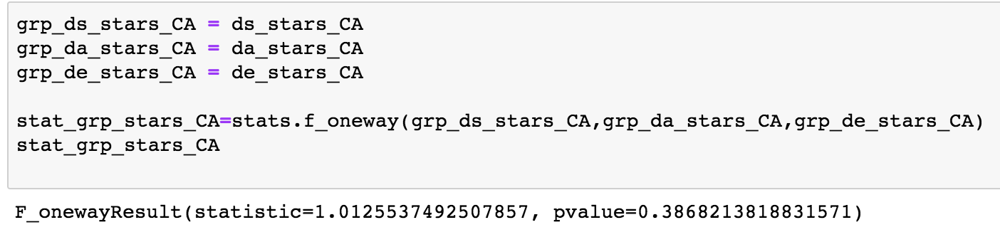 grp_ds_stars_CA = ds_stars_CA
grp_da_stars_CA = da_stars_CA
grp_de_stars_CA = de_stars_CA
stat_grp_stars_CA=stats.f_oneway(grp_ds_stars_CA,grp_da_stars_CA,grp_de_stars_CA)
stat_grp_stars_CA
F_onewayResult(statistic=1.0125537492507857, pvalue=0.3868213818831571)